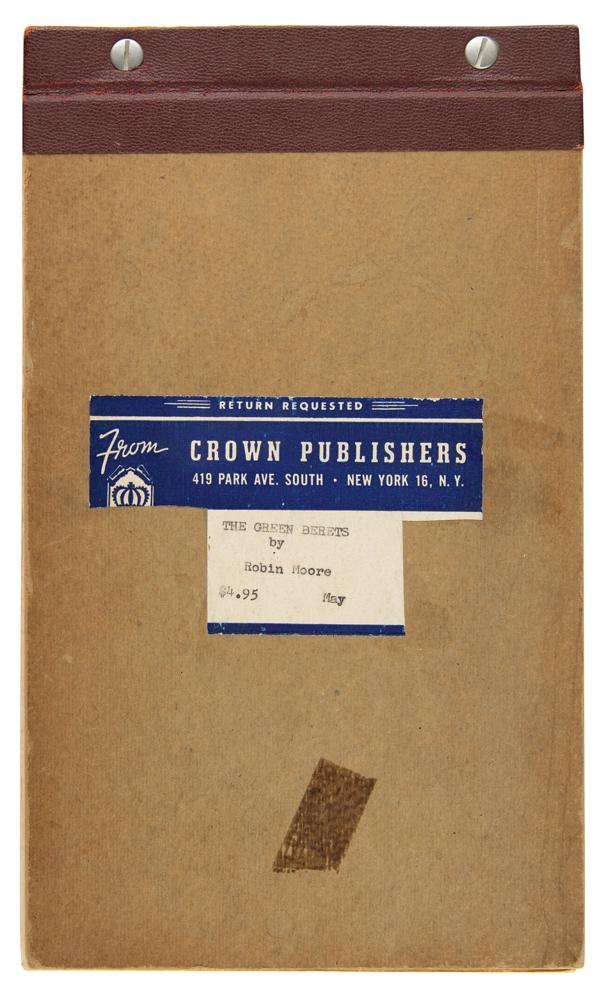 RETURN REQUESTED
From CROWN PUBLISHERS
419 PARK AVE. SOUTH • NEW YORK 16, N.Y.
THE GREEN BERETS
by
Robin Moore
$4.95 May